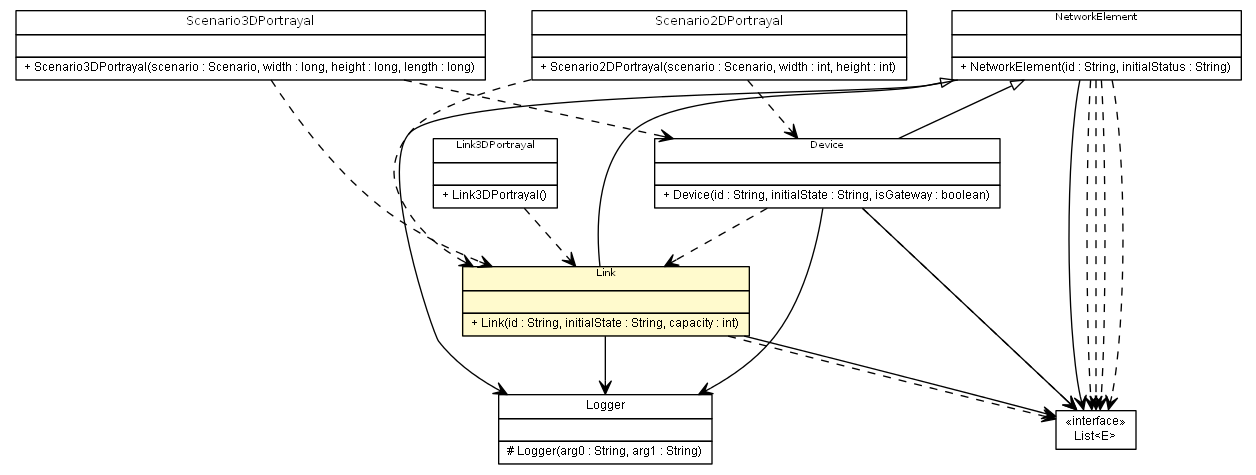 Scenario3DPortrayal
+ Scenario3DPortrayal(scenario : Scenario, width : long, height : long, length : long)
Scenario2DPortrayal
+ Scenario2DPortrayal(scenario : Scenario, width : int, height : int)
NetworkElement
+ NetworkElement(id : String, initialStatus : String)
Link3DPortrayal
+ Link3DPortrayal()
Device
+ Device(id : String, initialState : String, isGateway : boolean)
Link
+ Link(id : String, initialState : String, capacity : int)
Logger
# Logger(arg0 : String, arg1 : String)
«interface»
List<E>